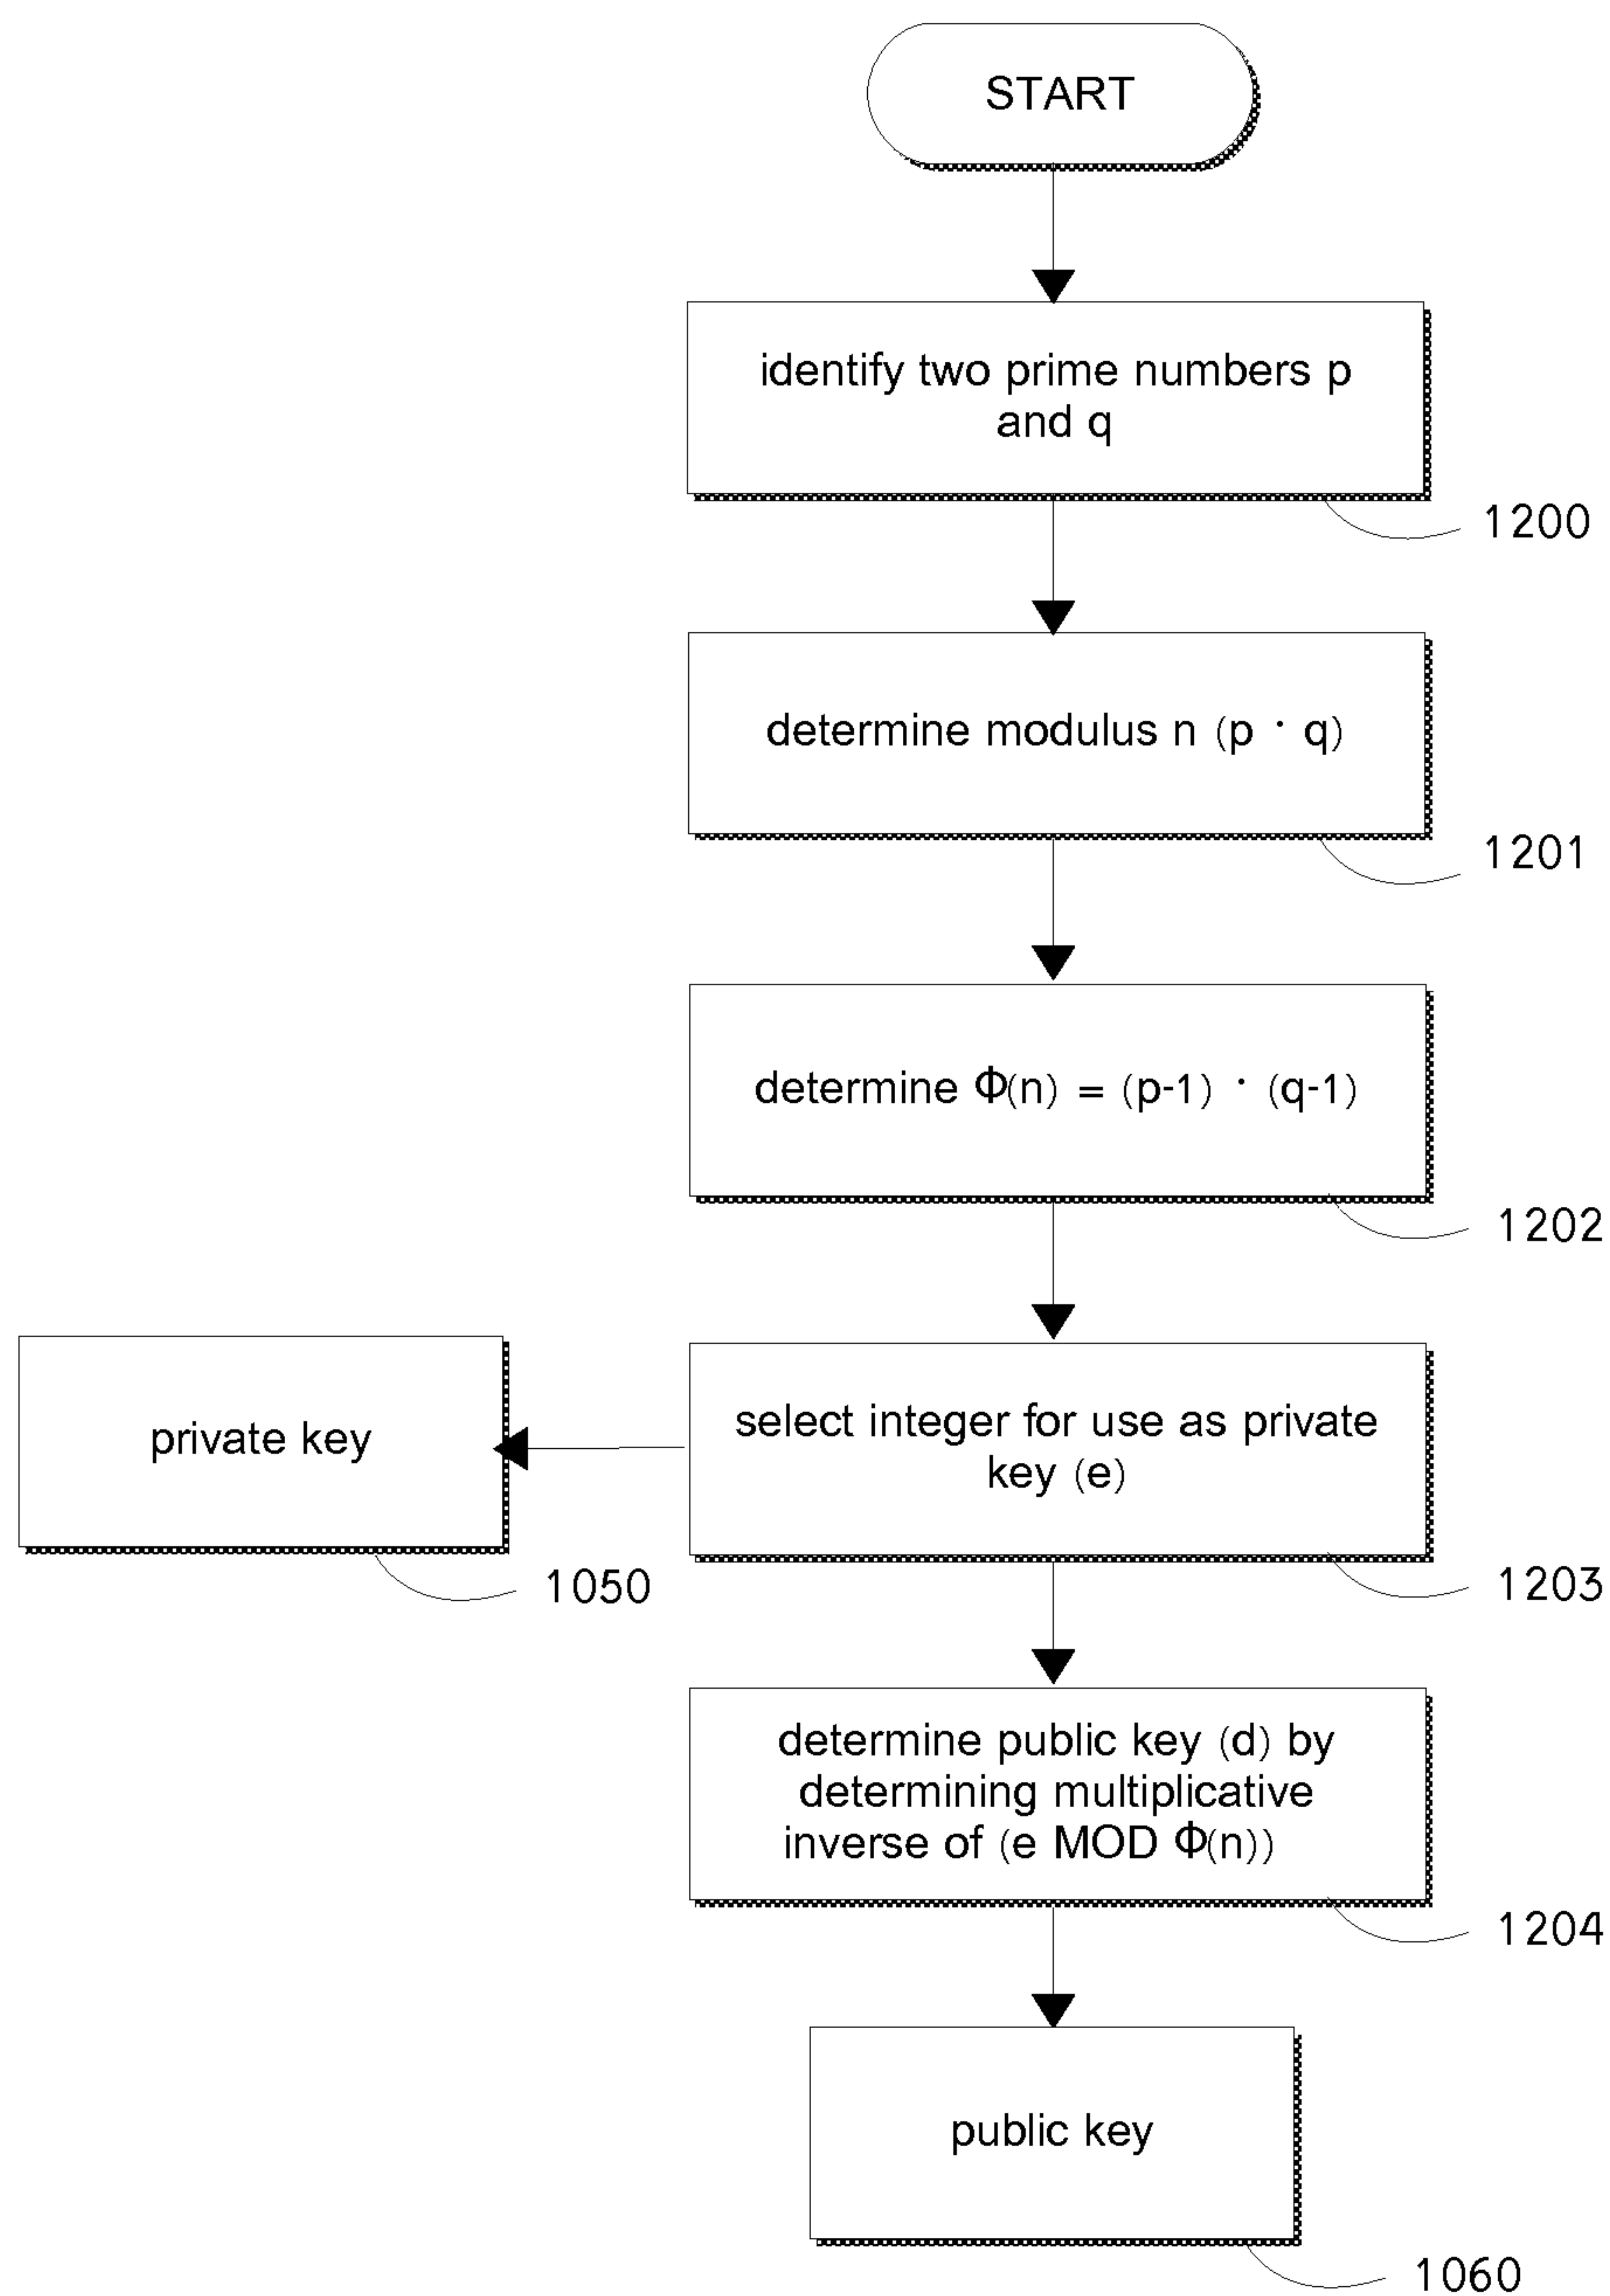 START
identify two prime numbers p
and q
1200
determine modulus n (p · q)
1201
determine Φ(n) = (p-1) · (q-1)
1202
private key
1050
select integer for use as private
key (e)
1203
determine public key (d) by
determining multiplicative
inverse of (e MOD Φ(n))
1204
public key
1060